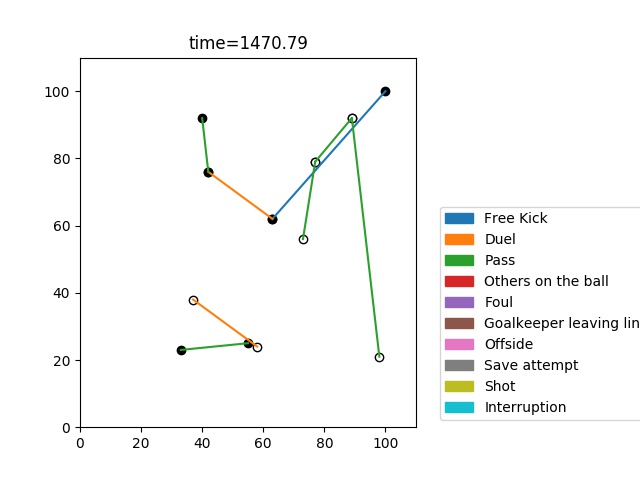 time=1470.79
100
80
60
40
20
0
0
20
40
60
80
100
Free Kick
Duel
Pass
Others on the ball
Foul
Goalkeeper leaving lin
Offside
Save attempt
Shot
Interruption